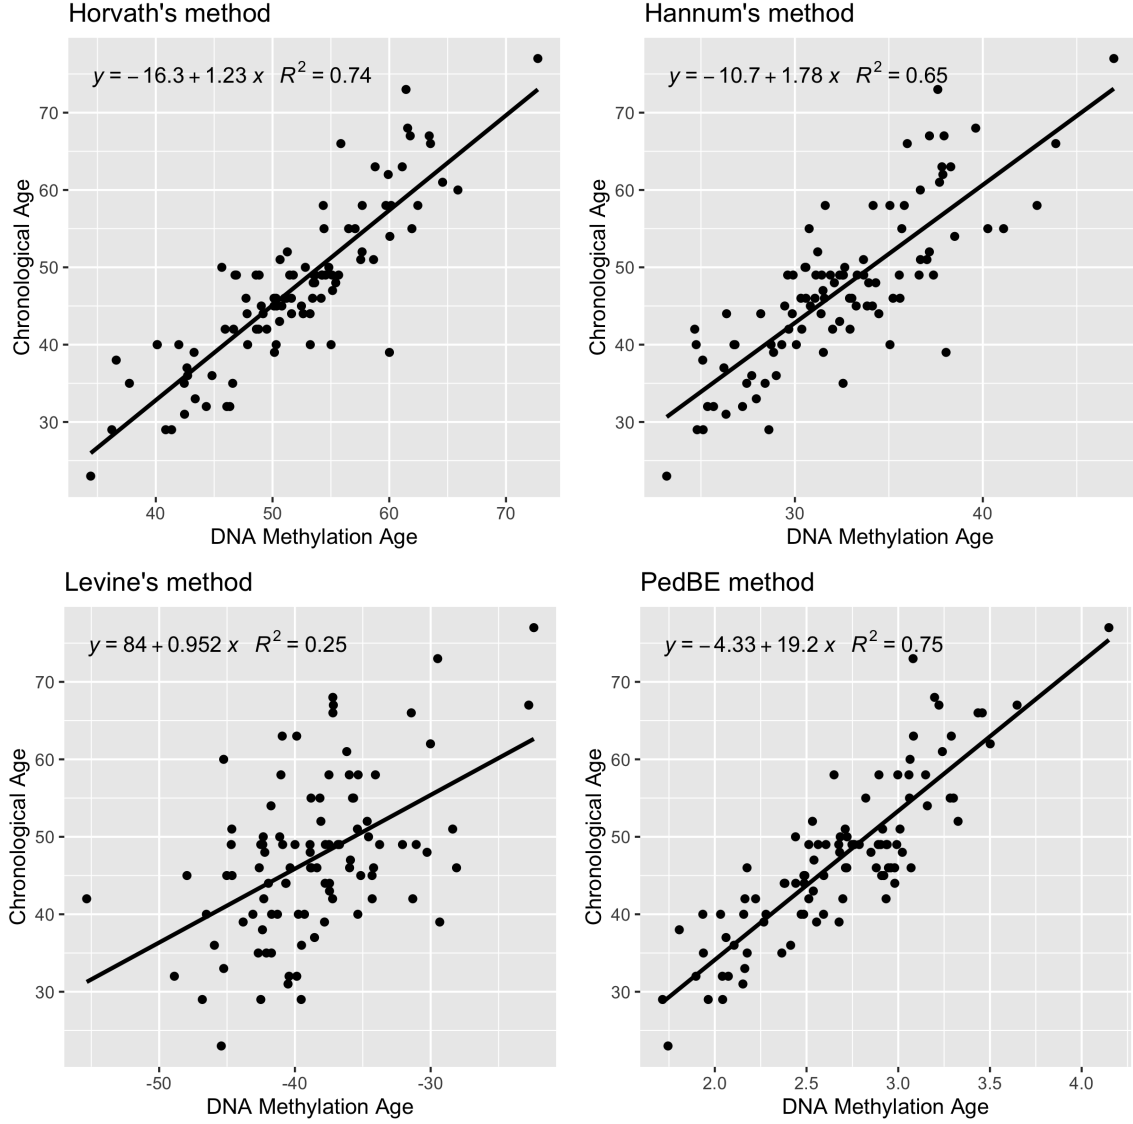 Horvath's method
y = − 16.3 + 1.23 x R² = 0.74
70
60
50
40
30
Chronological Age
40 50 60 70
DNA Methylation Age
Hannum's method
y = − 10.7 + 1.78 x R² = 0.65
70
60
50
40
30
Chronological Age
30 40
DNA Methylation Age
Levine's method
y = 84 + 0.952 x R² = 0.25
70
60
50
40
30
Chronological Age
-50 -40 -30
DNA Methylation Age
PedBE method
y = − 4.33 + 19.2 x R² = 0.75
70
60
50
40
30
Chronological Age
2.0 2.5 3.0 3.5 4.0
DNA Methylation Age